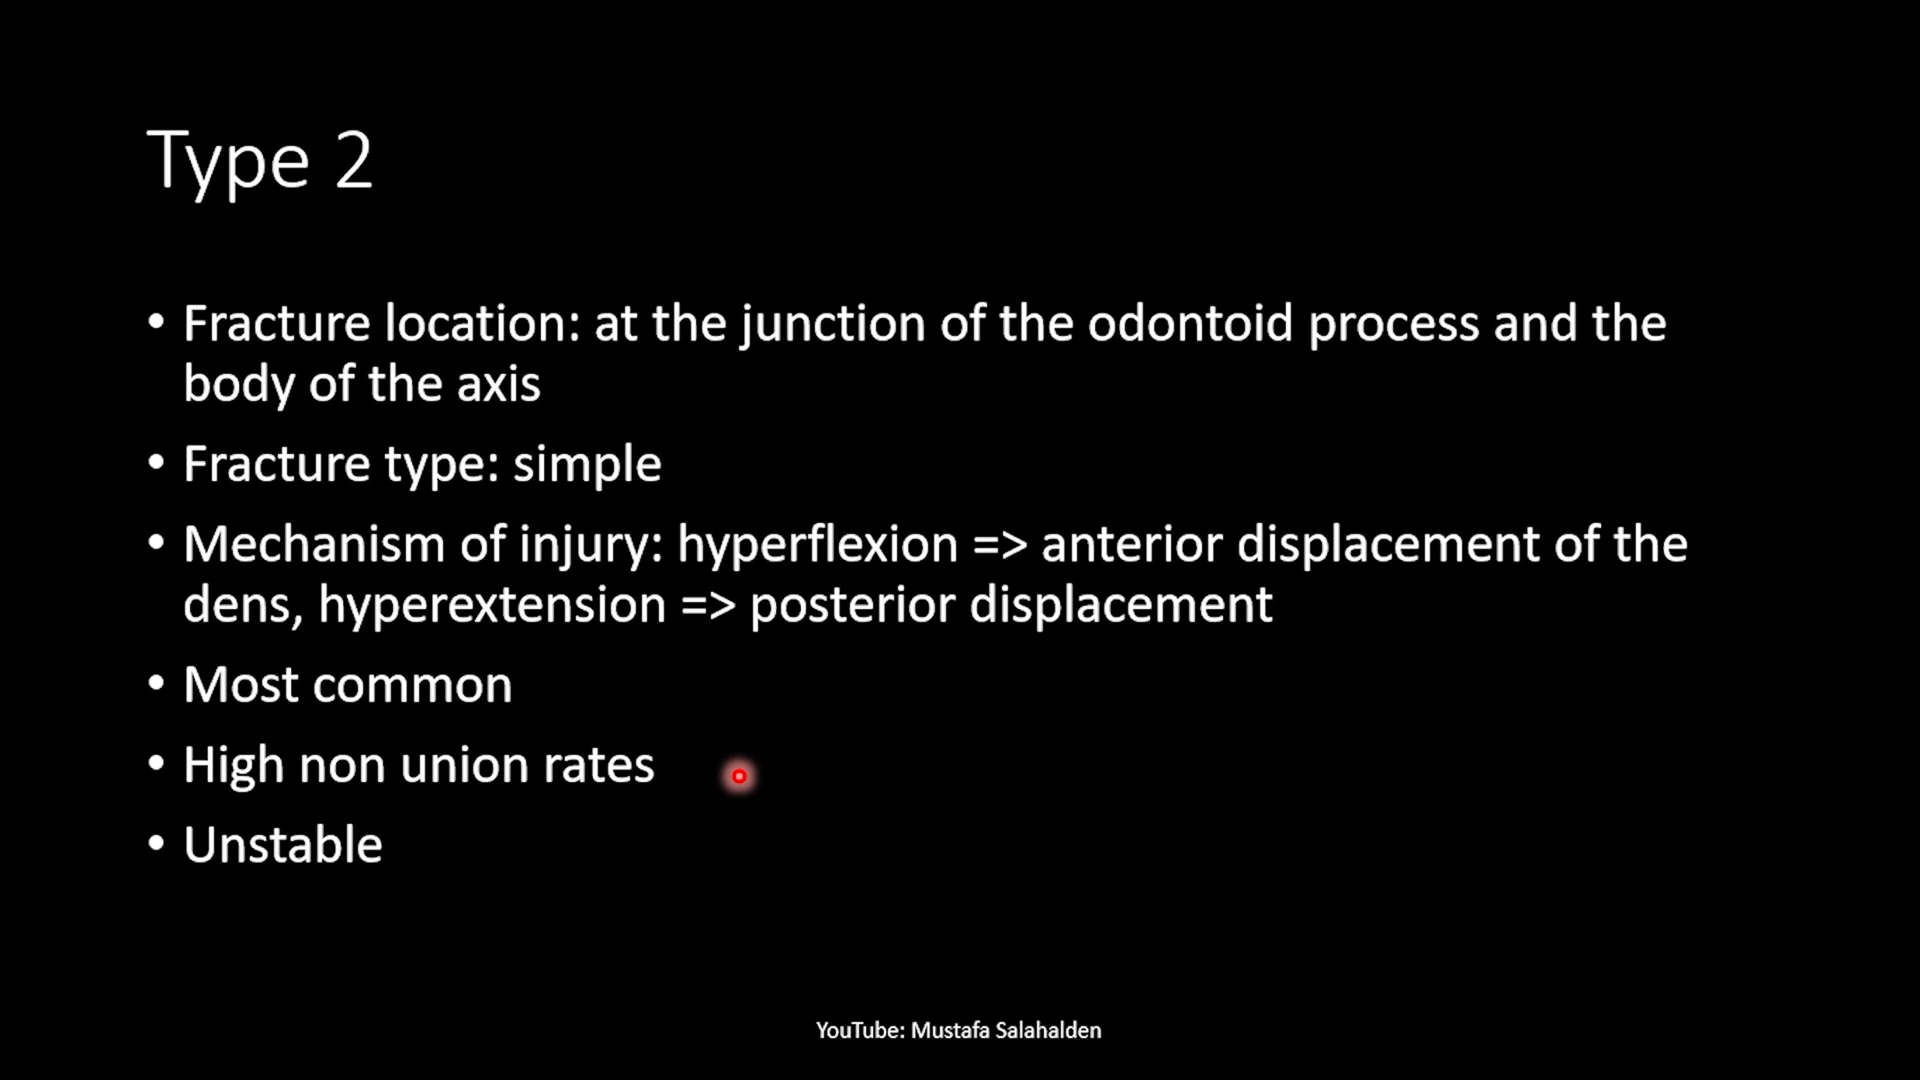 Type 2
• Fracture location: at the junction of the odontoid process and the
body of the axis
• Fracture type: simple
• Mechanism of injury: hyperflexion => anterior displacement of the
dens, hyperextension => posterior displacement
• Most common
• High non union rates
• Unstable
YouTube: Mustafa Salahalden